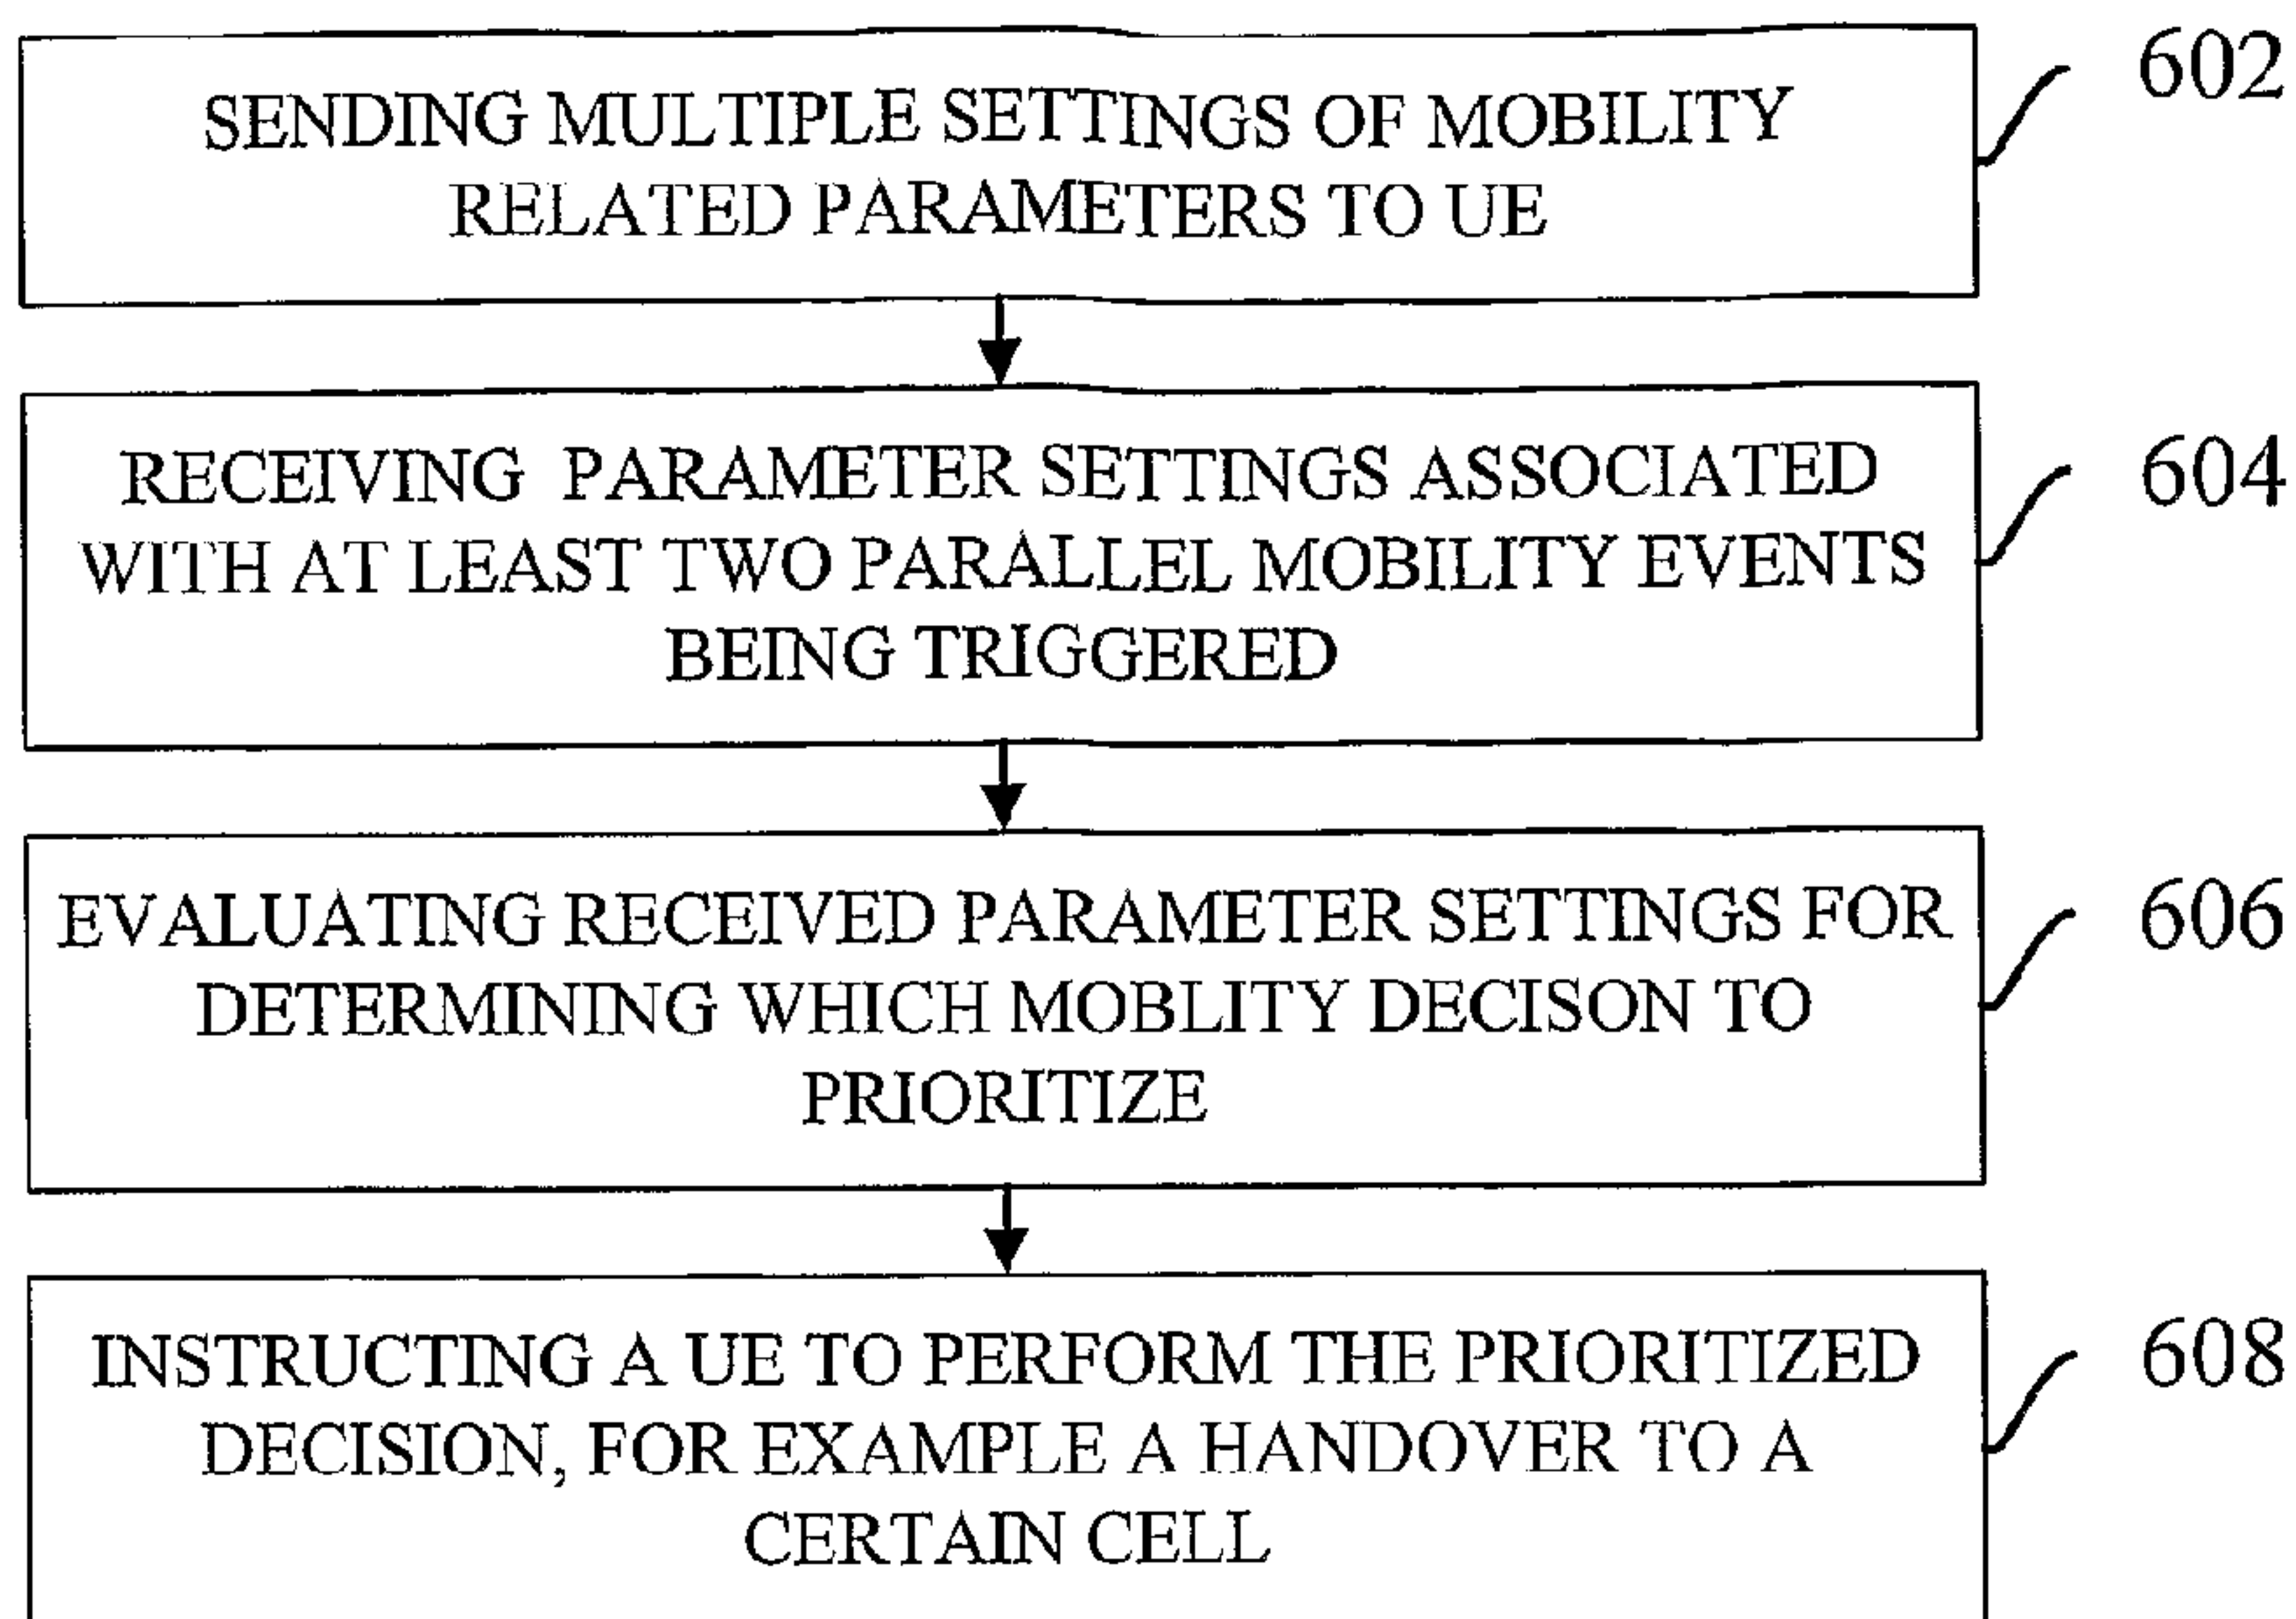 SENDING MULTIPLE SETTINGS OF MOBILITY
RELATED PARAMETERS TO UE
602
RECEIVING PARAMETER SETTINGS ASSOCIATED
WITH AT LEAST TWO PARALLEL MOBILITY EVENTS
BEING TRIGGERED
604
EVALUATING RECEIVED PARAMETER SETTINGS FOR
DETERMINING WHICH MOBLITY DECISON TO
PRIORITIZE
606
INSTRUCTING A UE TO PERFORM THE PRIORITIZED
DECISION, FOR EXAMPLE A HANDOVER TO A
CERTAIN CELL
608